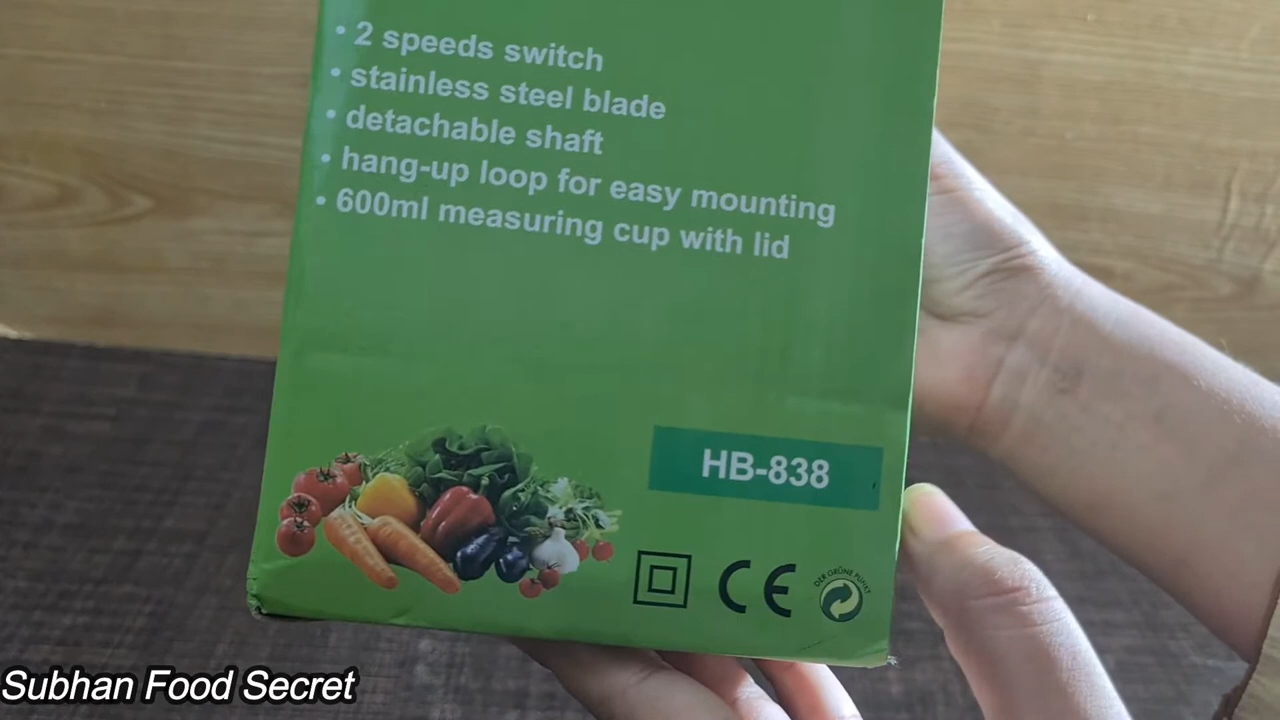 • 2 speeds switch
• stainless steel blade
• detachable shaft
• hang-up loop for easy mounting
• 600ml measuring cup with lid
HB-838
CE
DER GRÜNE PUNKT
Subhan Food Secret